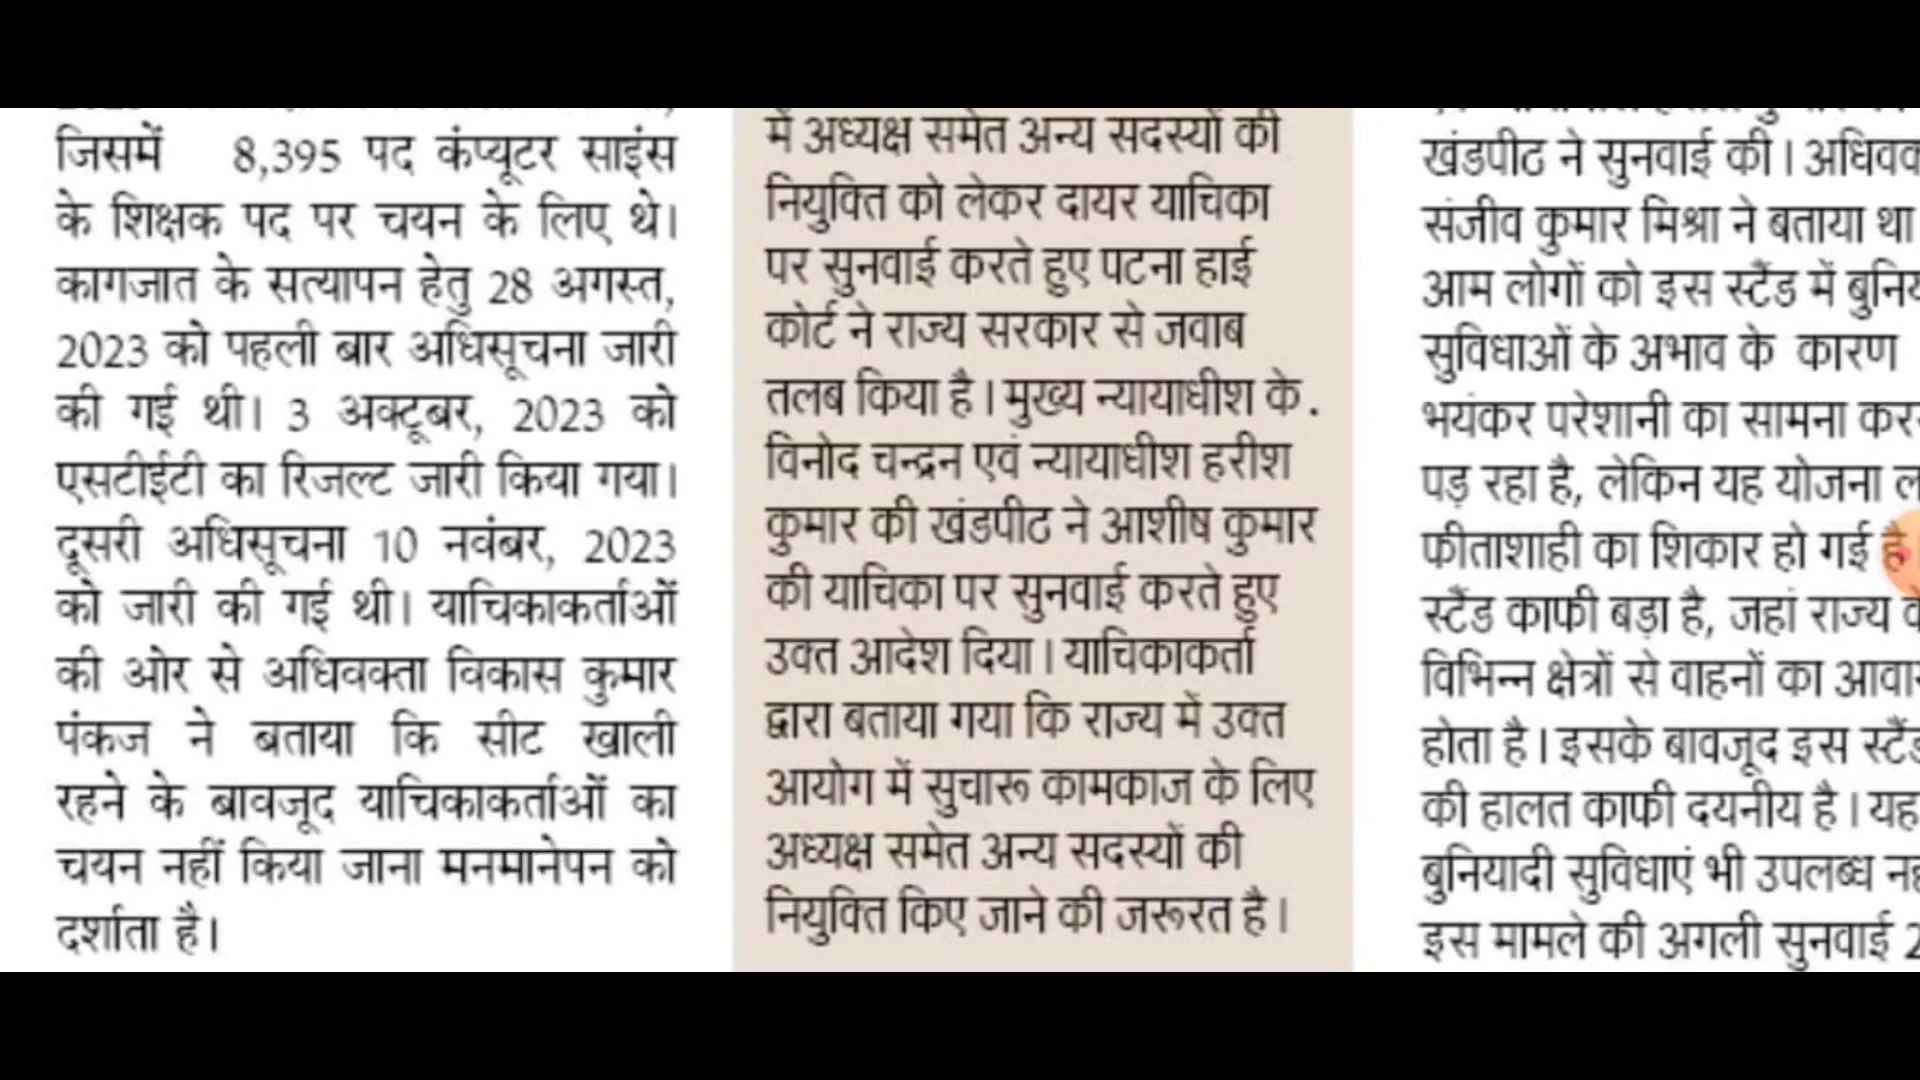 जिसमें 8,395 पद कंप्यूटर साइंस
के शिक्षक पद पर चयन के लिए थे।
कागजात के सत्यापन हेतु 28 अगस्त,
2023 को पहली बार अधिसूचना जारी
की गई थी। 3 अक्टूबर, 2023 को
एसटीईटी का रिजल्ट जारी किया गया।
दूसरी अधिसूचना 10 नवंबर, 2023
को जारी की गई थी। याचिकाकर्ताओं
की ओर से अधिवक्ता विकास कुमार
पंकज ने बताया कि सीट खाली
रहने के बावजूद याचिकाकर्ताओं का
चयन नहीं किया जाना मनमानेपन को
दर्शाता है।
में अध्यक्ष समेत अन्य सदस्यों की
नियुक्ति को लेकर दायर याचिका
पर सुनवाई करते हुए पटना हाई
कोर्ट ने राज्य सरकार से जवाब
तलब किया है। मुख्य न्यायाधीश के.
विनोद चन्द्रन एवं न्यायाधीश हरीश
कुमार की खंडपीठ ने आशीष कुमार
की याचिका पर सुनवाई करते हुए
उक्त आदेश दिया। याचिकाकर्ता
द्वारा बताया गया कि राज्य में उक्त
आयोग में सुचारू कामकाज के लिए
अध्यक्ष समेत अन्य सदस्यों की
नियुक्ति किए जाने की जरूरत है।
खंडपीठ ने सुनवाई की।
संजीव कुमार मिश्रा ने बताया था
आम लोगों को इस स्टैंड में
सुविधाओं के अभाव के कारण
भयंकर परेशानी का सामना
पड़ रहा है, लेकिन यह योजना
फीताशाही का शिकार हो गई है
स्टैंड काफी बड़ा है, जहां राज्य
विभिन्न क्षेत्रों से वाहनों का
होता है। इसके बावजूद इस
की हालत काफी दयनीय है। यह
बुनियादी सुविधाएं भी उपलब्ध
इस मामले की अगली सुनवाई